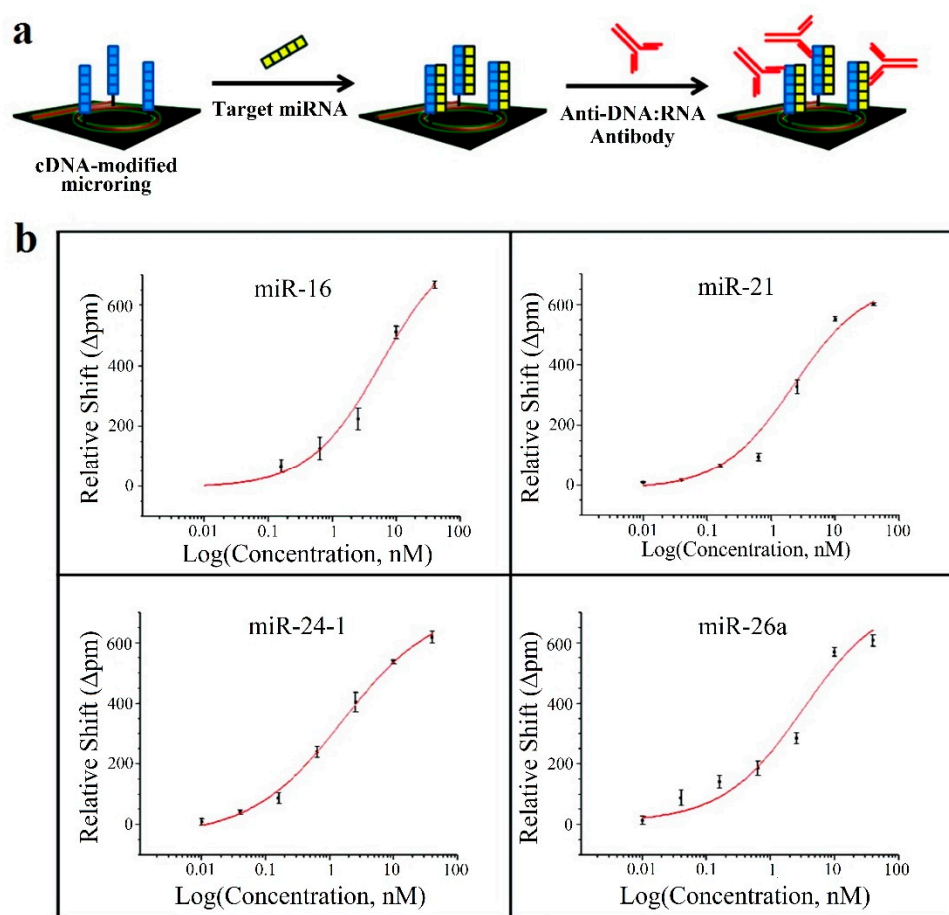 a
Target miRNA
Anti-DNA:RNA
Antibody
cDNA-modified
microring
b
miR-16
Relative Shift (Δpm)
600
400
200
0
0.01 0.1 1 10 100
Log(Concentration, nM)
miR-21
Relative Shift (Δpm)
600
400
200
0
0.01 0.1 1 10 100
Log(Concentration, nM)
miR-24-1
Relative Shift (Δpm)
600
400
200
0
0.01 0.1 1 10 100
Log(Concentration, nM)
miR-26a
Relative Shift (Δpm)
600
400
200
0
0.01 0.1 1 10 100
Log(Concentration, nM)